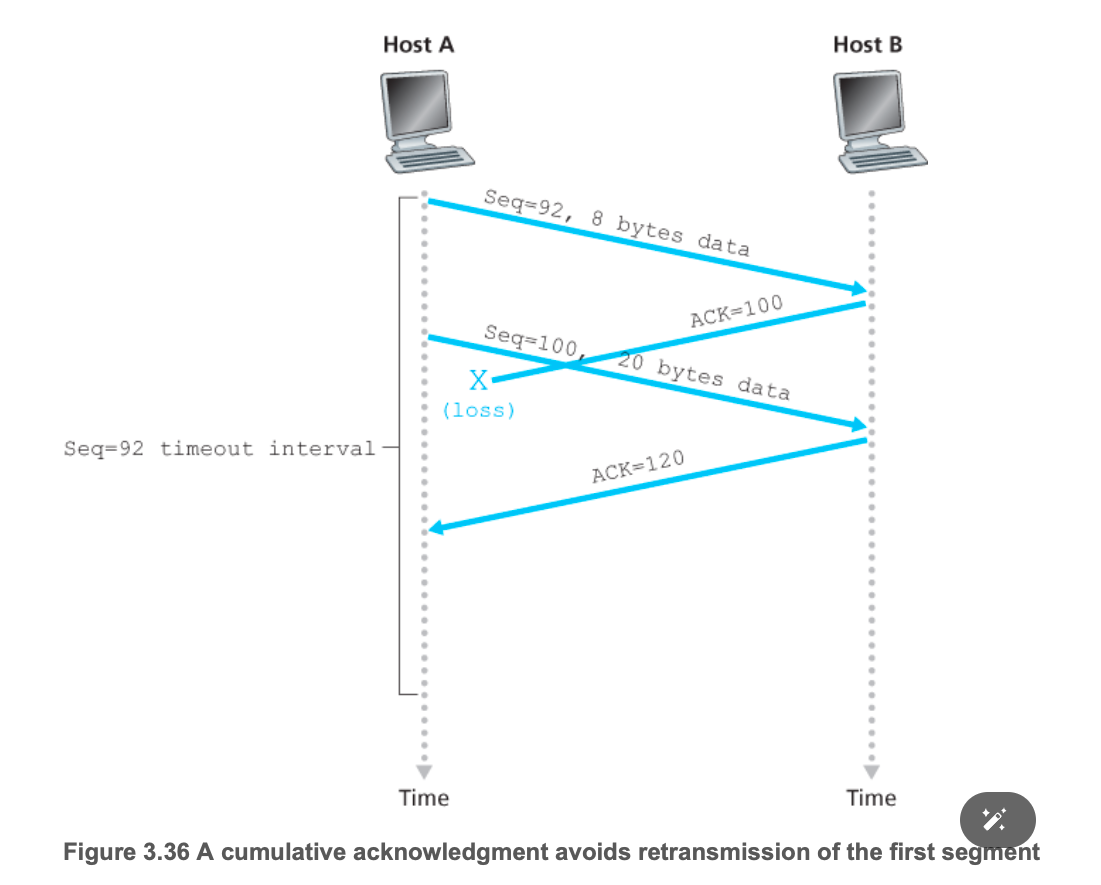 Host A
Host B
Seq=92, 8 bytes data
ACK=100
Seq=100, 20 bytes data
X
(loss)
Seq=92 timeout interval
ACK=120
Time
Time
Figure 3.36 A cumulative acknowledgment avoids retransmission of the first segment